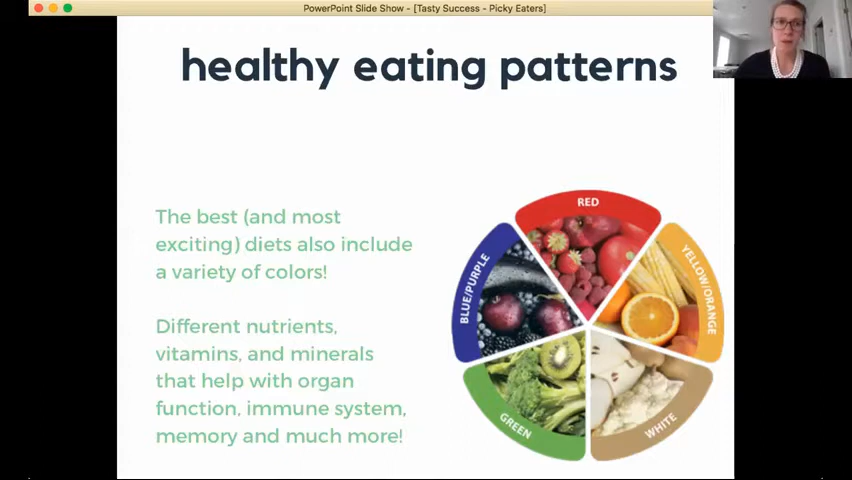 PowerPoint Slide Show - [Tasty Success - Picky Eaters]
healthy eating patterns
The best (and most
exciting) diets also include
a variety of colors!
Different nutrients,
vitamins, and minerals
that help with organ
function, immune system,
memory and much more!
RED
YELLOW/ORANGE
WHITE
GREEN
BLUE/PURPLE